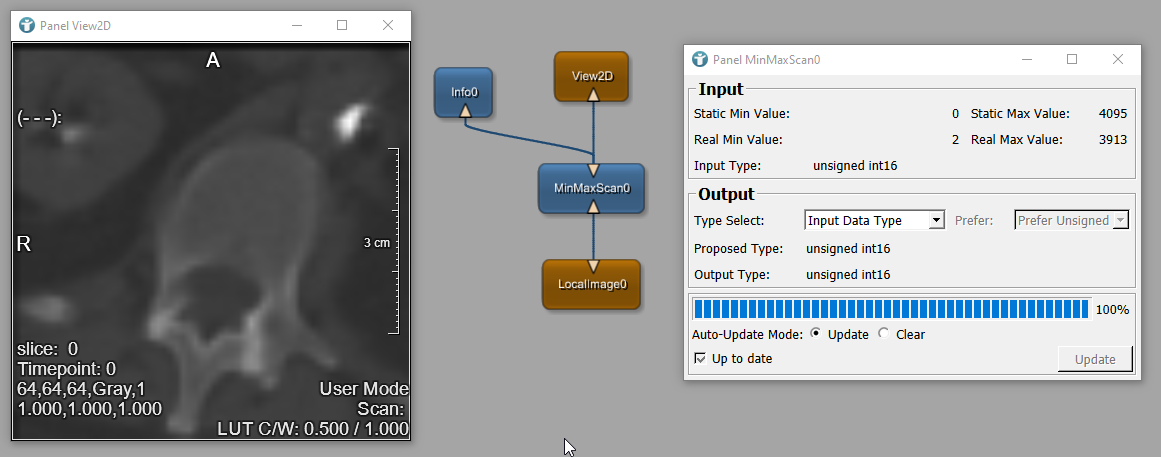 Panel View2D
A
(- - -):
R
3 cm
slice: 0
Timepoint: 0
64,64,64,Gray,1
1.000,1.000,1.000
User Mode
Scan:
LUT C/W: 0.500 / 1.000
Info0
View2D
MinMaxScan0
LocalImage0
Panel MinMaxScan0
Input
Static Min Value: 0 Static Max Value: 4095
Real Min Value: 2 Real Max Value: 3913
Input Type: unsigned int16
Output
Type Select: Input Data Type Prefer: Prefer Unsigned
Proposed Type: unsigned int16
Output Type: unsigned int16
100%
Auto-Update Mode: Update Clear
Up to date Update